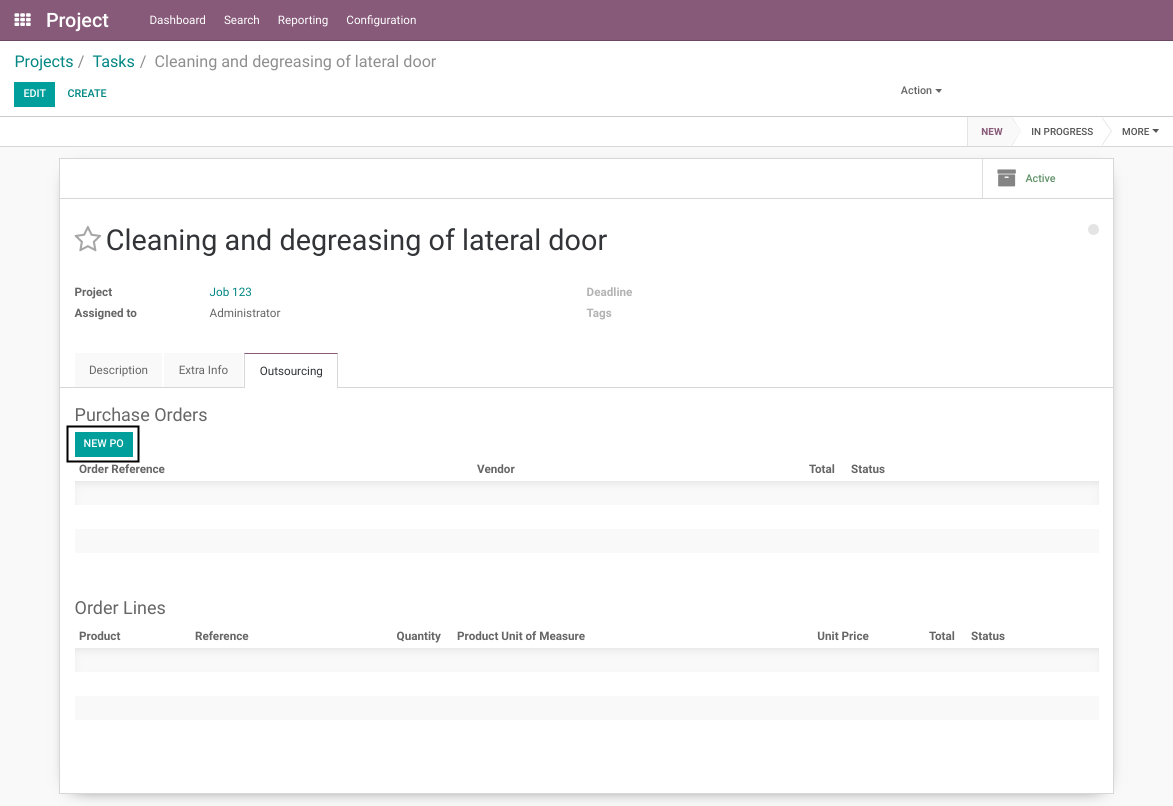 Project Dashboard Search Reporting Configuration
Projects / Tasks / Cleaning and degreasing of lateral door
EDIT CREATE Action
NEW IN PROGRESS MORE
Active
Cleaning and degreasing of lateral door
Project Job 123 Deadline
Assigned to Administrator Tags
Description Extra Info Outsourcing
Purchase Orders
NEW PO
Order Reference Vendor Total Status
Order Lines
Product Reference Quantity Product Unit of Measure Unit Price Total Status